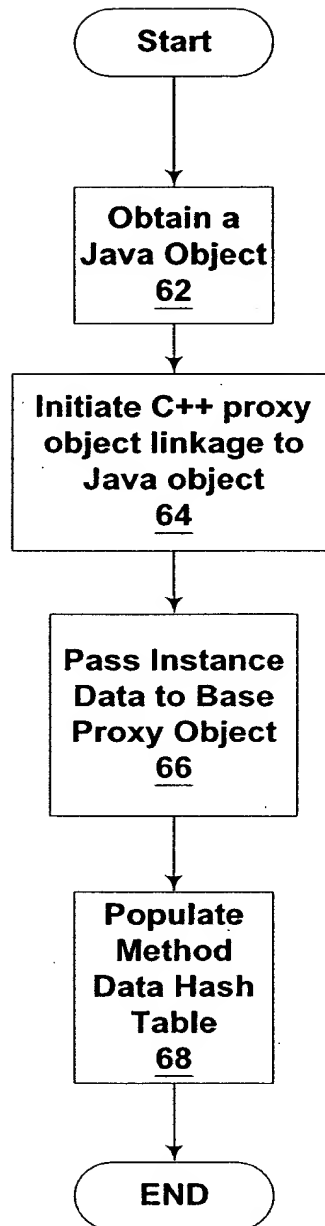 Start
Obtain a
Java Object
62
Initiate C++ proxy
object linkage to
Java object
64
Pass Instance
Data to Base
Proxy Object
66
Populate
Method
Data Hash
Table
68
END